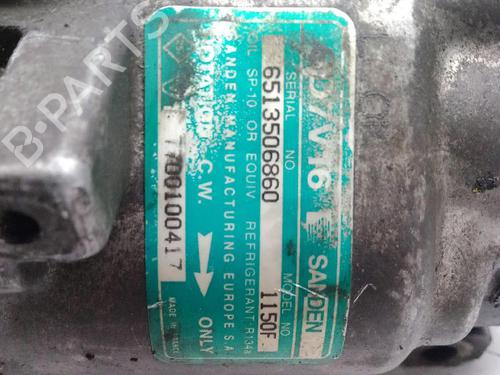 SD7V16 SANDEN
SERIAL NO. MODEL NO.
6513506860 1150F
OIL SP-10 OR EQUIV REFRIGERANT R134a
SANDEN MANUFACTURING EUROPE S.A.
ROTATION C.W. ONLY
7700100417 MADE IN FRANCE
B-PARTS